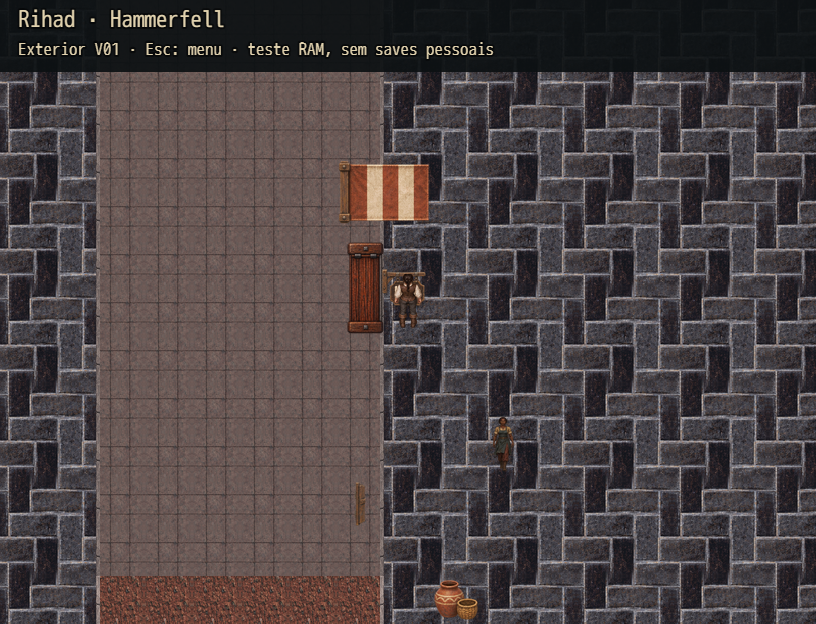 Rihad · Hammerfell
Exterior V01 · Esc: menu · teste RAM, sem saves pessoais